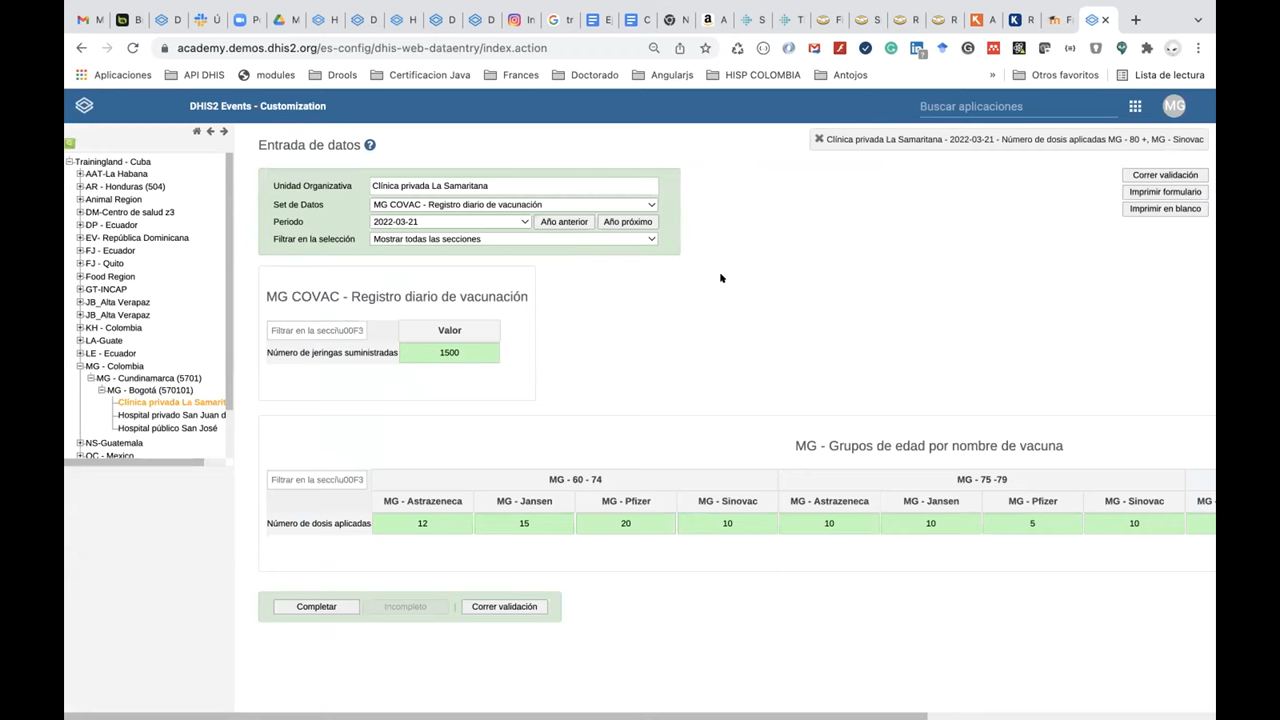 M
B
D
S
Z
P
M
H
D
H
D
D
In
tr
E
C
N
A
S
T
F
S
R
R
A
R
F
academy.demos.dhis2.org/es-config/dhis-web-dataentry/index.action
Aplicaciones
API DHIS
modules
Drools
Certificacion Java
Frances
Doctorado
Angularjs
HISP COLOMBIA
Antojos
»
Otros favoritos
Lista de lectura
DHIS2 Events - Customization
Buscar aplicaciones
MG
Trainingland - Cuba
AAT-La Habana
AR - Honduras (504)
Animal Region
DM-Centro de salud z3
DP - Ecuador
EV- República Dominica
FJ - Ecuador
FJ - Quito
Food Region
GT-INCAP
JB_Alta Verapaz
JB_Alta Verapaz
KH - Colombia
LA-Guate
LE - Ecuador
MG - Colombia
MG - Cundinamarca (5701)
MG - Bogotá (570101)
Clínica privada La Samarit
Hospital privado San Juan d
Hospital público San José
NS-Guatemala
OC - Mexico
Entrada de datos
Clínica privada La Samaritana - 2022-03-21 - Número de dosis aplicadas MG - 80 +, MG - Sinovac
Unidad Organizativa Clínica privada La Samaritana
Set de Datos MG COVAC - Registro diario de vacunación
Periodo 2022-03-21 Año anterior Año próximo
Filtrar en la selección Mostrar todas las secciones
Correr validación
Imprimir formulario
Imprimir en blanco
MG COVAC - Registro diario de vacunación
Filtrar en la secci\u00F3 Valor
Número de jeringas suministradas 1500
MG - Grupos de edad por nombre de vacuna
Filtrar en la secci\u00F3 MG - 60 - 74 MG - 75 -79
MG - Astrazeneca MG - Jansen MG - Pfizer MG - Sinovac MG - Astrazeneca MG - Jansen MG - Pfizer MG - Sinovac MG -
Número de dosis aplicadas 12 15 20 10 10 10 5 10
Completar Incompleto | Correr validación